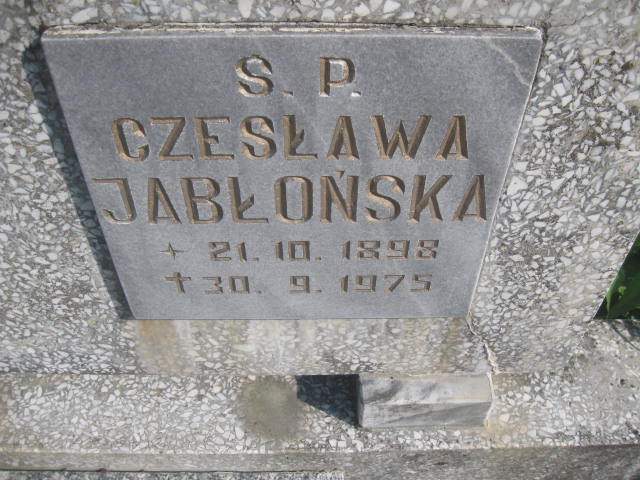 Ś. P.
CZESŁAWA
JABŁOŃSKA
+ 21. 10. 1898
✝ 30. 9. 1975